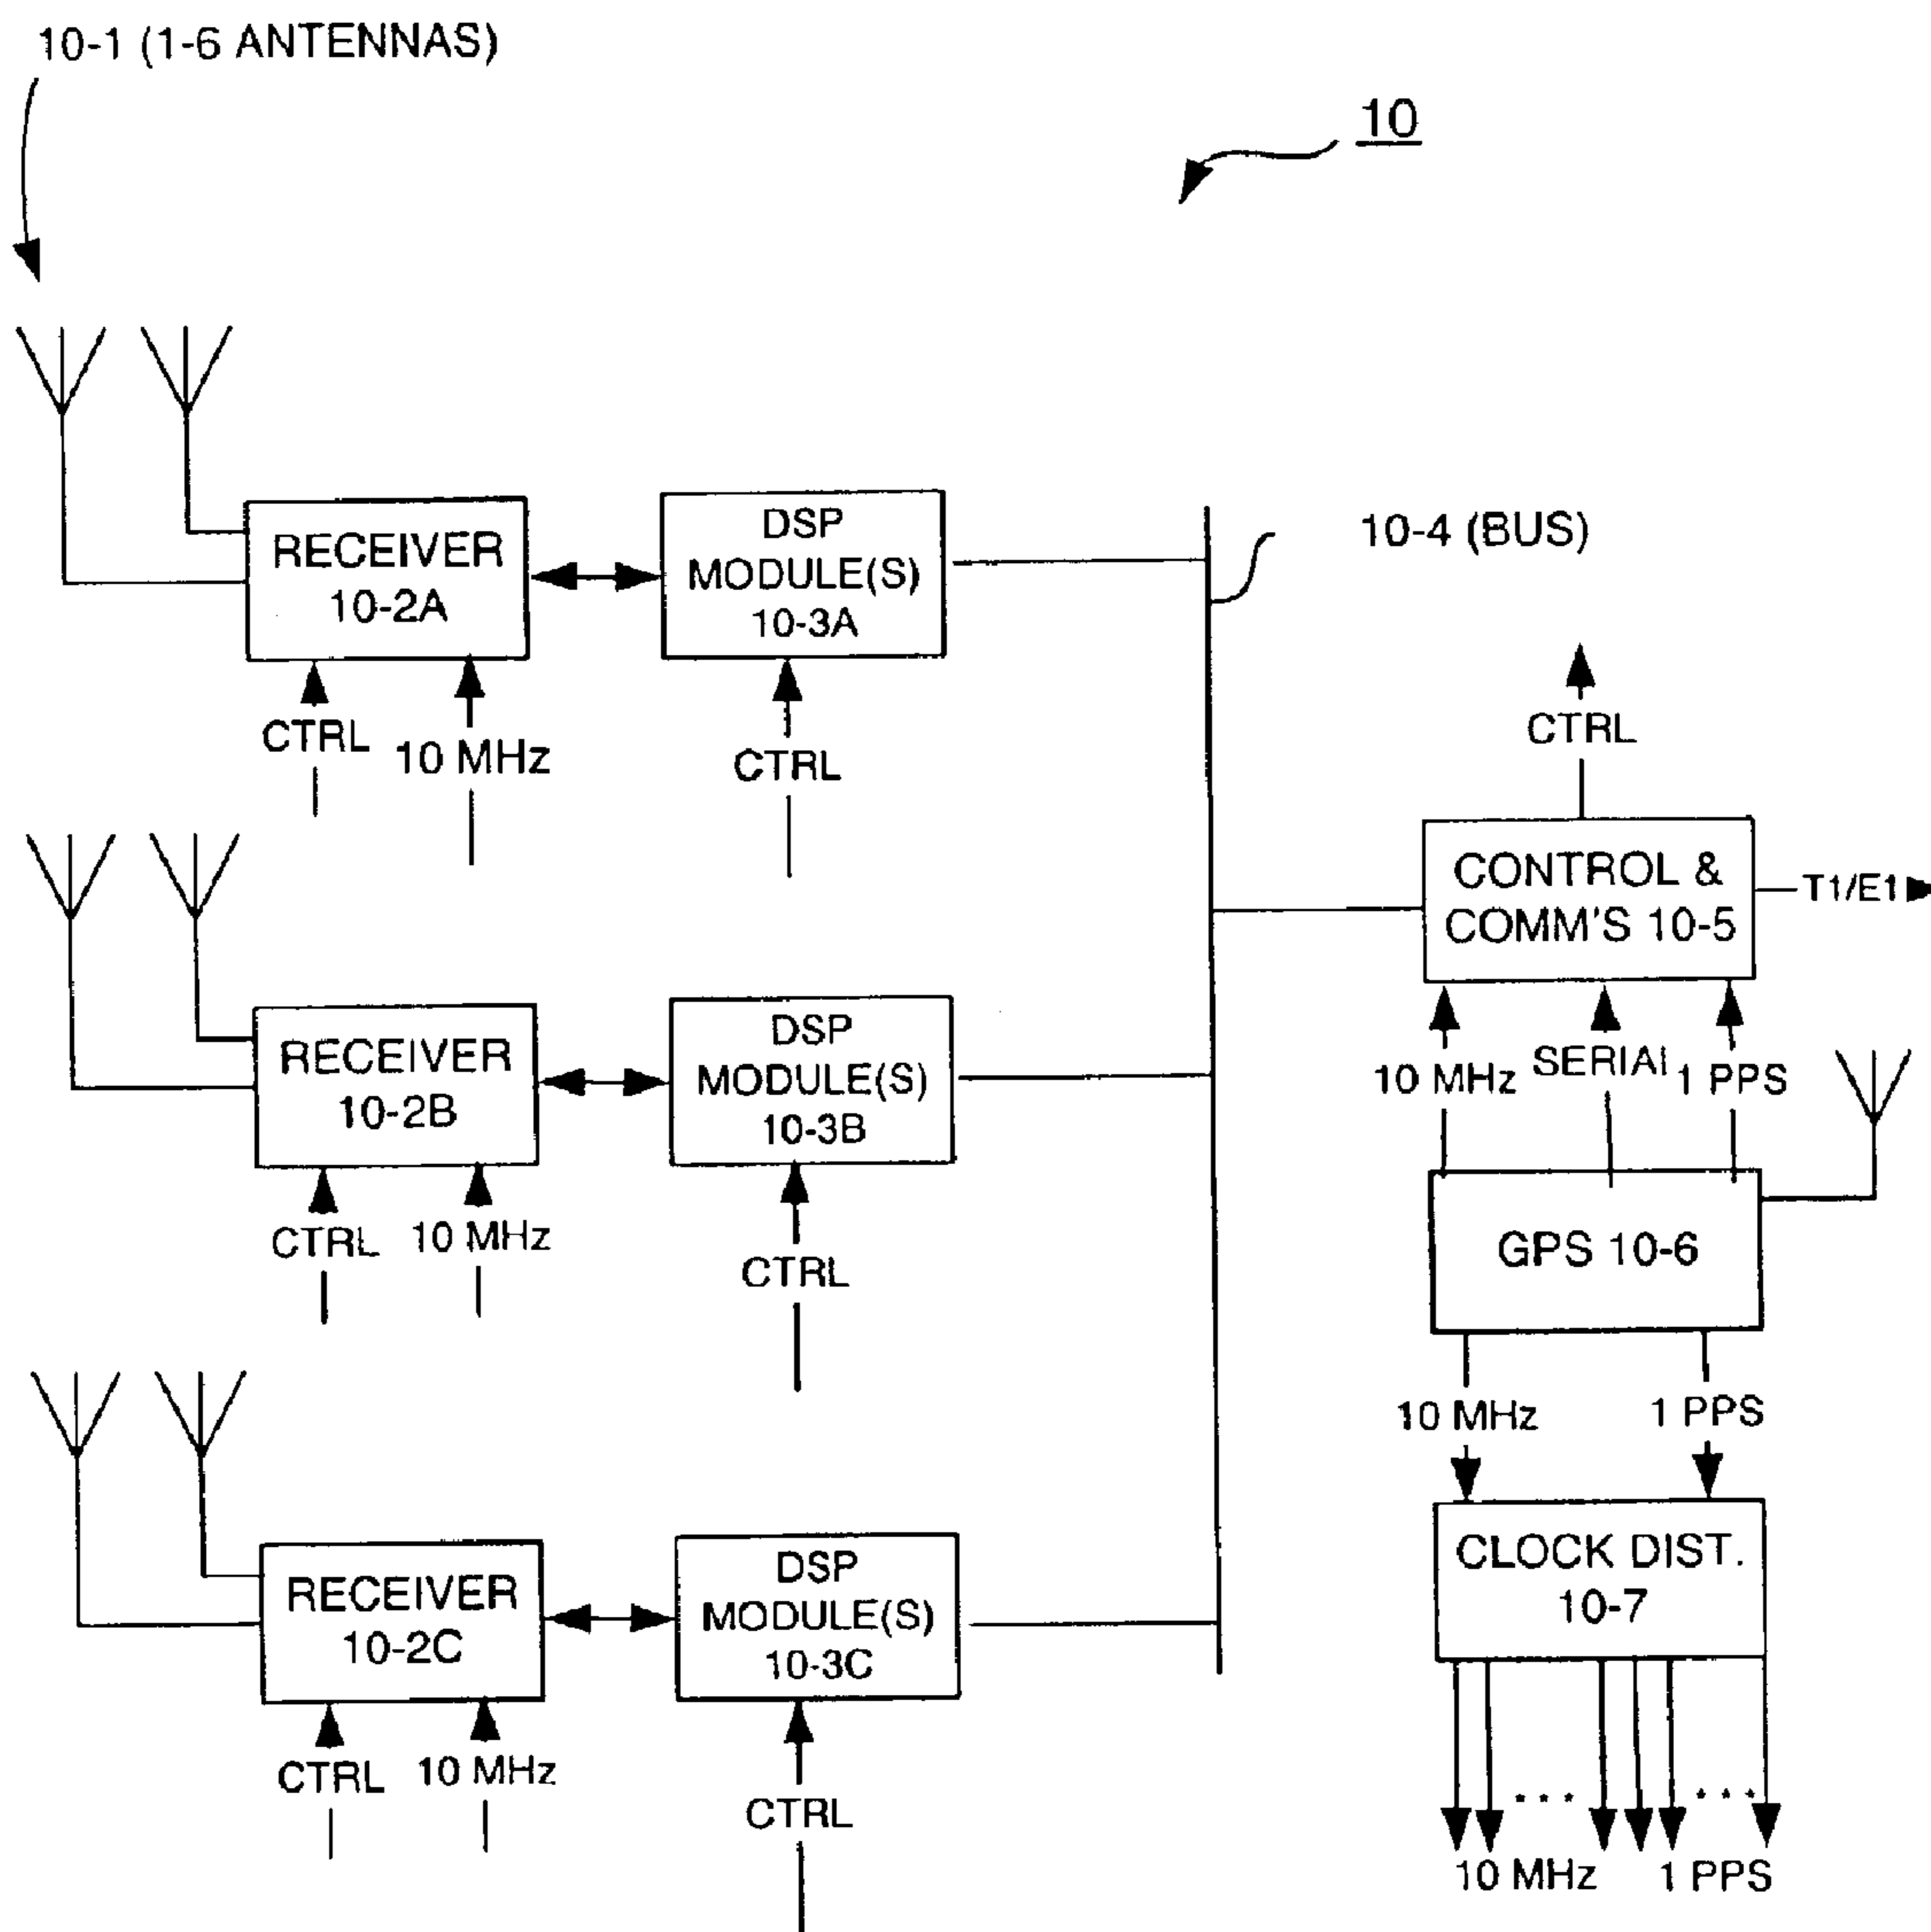 10-1 (1-6 ANTENNAS)
10
RECEIVER
10-2A
DSP
MODULE(S)
10-3A
10-4 (BUS)
CTRL
10 MHz
CTRL
CTRL
CONTROL &
COMM'S 10-5
T1/E1
RECEIVER
10-2B
DSP
MODULE(S)
10-3B
10 MHz
SERIAL
1 PPS
CTRL
10 MHz
CTRL
GPS 10-6
10 MHz
1 PPS
RECEIVER
10-2C
DSP
MODULE(S)
10-3C
CLOCK DIST.
10-7
CTRL
10 MHz
CTRL
...
...
10 MHz
1 PPS